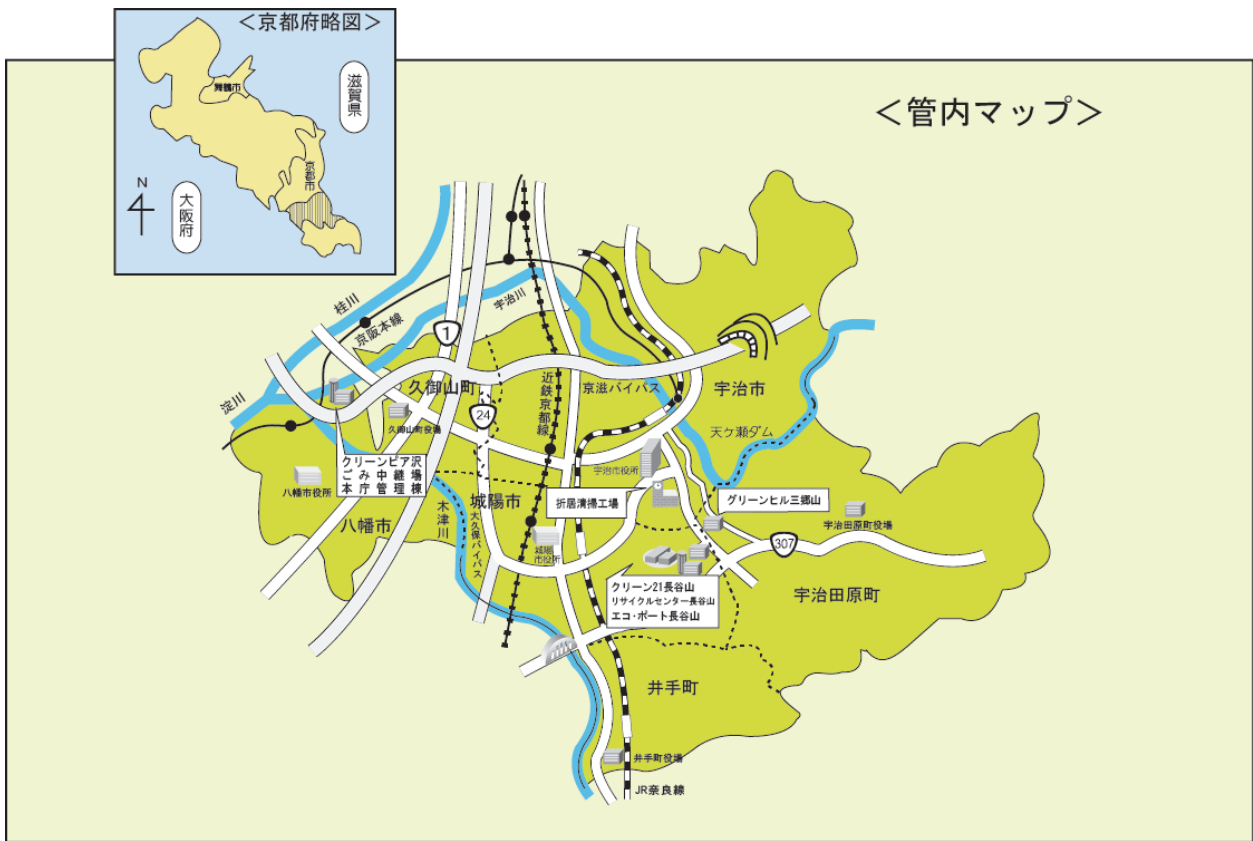 ＜京都府略図＞
舞鶴市
滋賀県
京都市
N
大阪府
＜管内マップ＞
桂川
京阪本線
宇治川
1
淀川
久御山町
24
近鉄京都線
京滋バイパス
宇治市
天ヶ瀬ダム
久御山町役場
クリーンピア沢
ごみ中継場
本庁管理棟
八幡市役所
八幡市
木津川
城陽市
大久保バイパス
城陽
市役所
宇治市役所
折居清掃工場
グリーンヒル三郷山
宇治田原町役場
307
クリーン21長谷山
リサイクルセンター長谷山
エコ・ポート長谷山
宇治田原町
井手町
井手町役場
JR奈良線